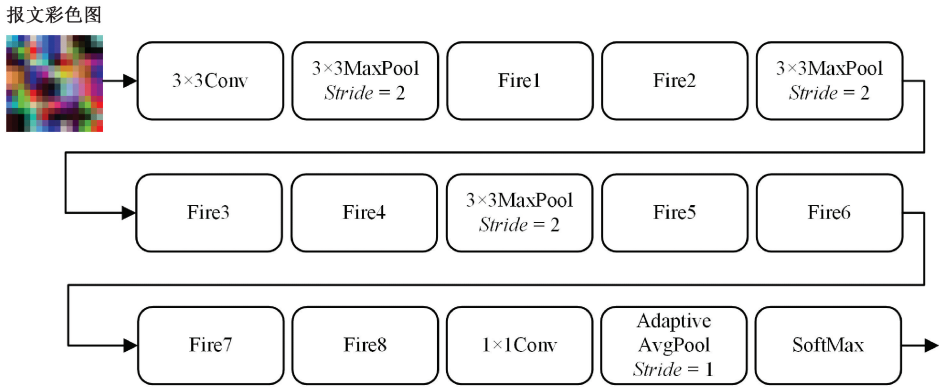 报文彩色图
3×3Conv
3×3MaxPool
Stride = 2
Fire1
Fire2
3×3MaxPool
Stride = 2
Fire3
Fire4
3×3MaxPool
Stride = 2
Fire5
Fire6
Fire7
Fire8
1×1Conv
Adaptive
AvgPool
Stride = 1
SoftMax